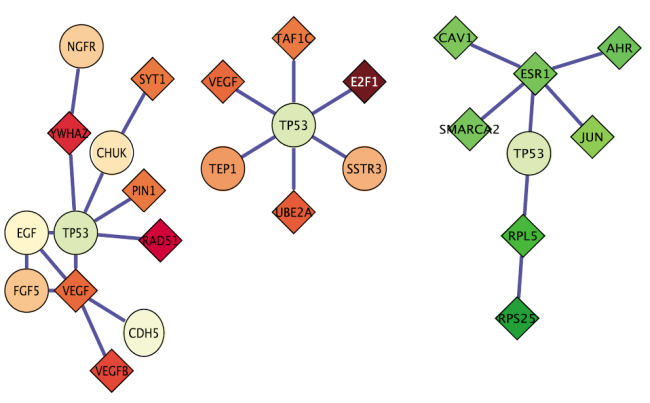 NGFR
SYT1
YWHAZ
CHUK
PIN1
EGF
TP53
RAD51
FGF5
VEGF
CDH5
VEGFB
TAF1C
VEGF
E2F1
TP53
TEP1
SSTR3
UBE2A
CAV1
AHR
ESR1
SMARCA2
JUN
TP53
RPL5
RPS25